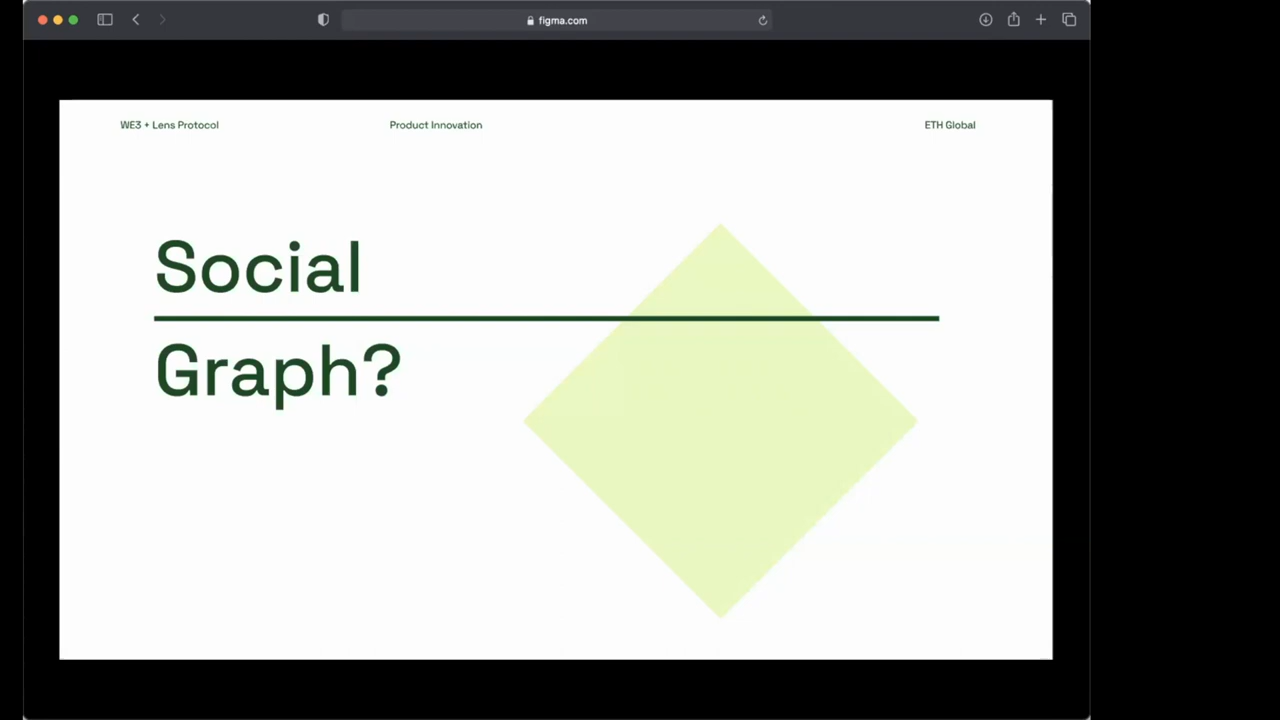 figma.com
WE3 + Lens Protocol
Product Innovation
ETH Global
Social
Graph?